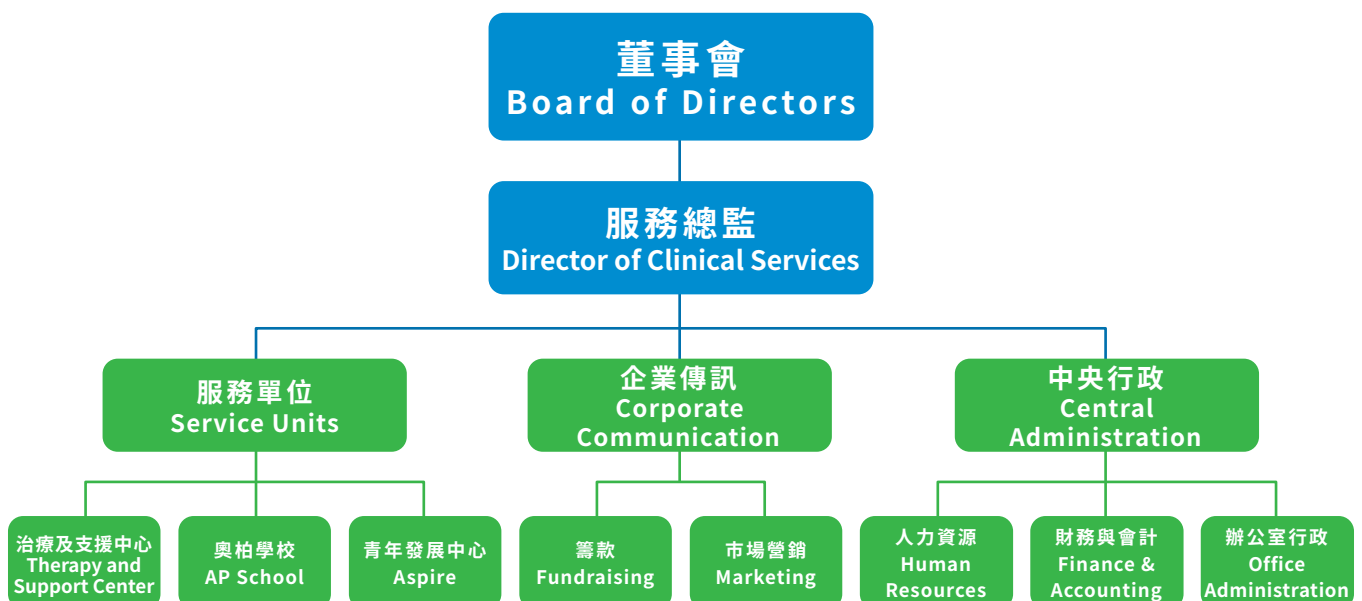 董事會
Board of Directors
服務總監
Director of Clinical Services
服務單位
Service Units
企業傳訊
Corporate
Communication
中央行政
Central
Administration
治療及支援中心
Therapy and
Support Center
奧柏學校
AP School
青年發展中心
Aspire
籌款
Fundraising
市場營銷
Marketing
人力資源
Human
Resources
財務與會計
Finance &
Accounting
辦公室行政
Office
Administration